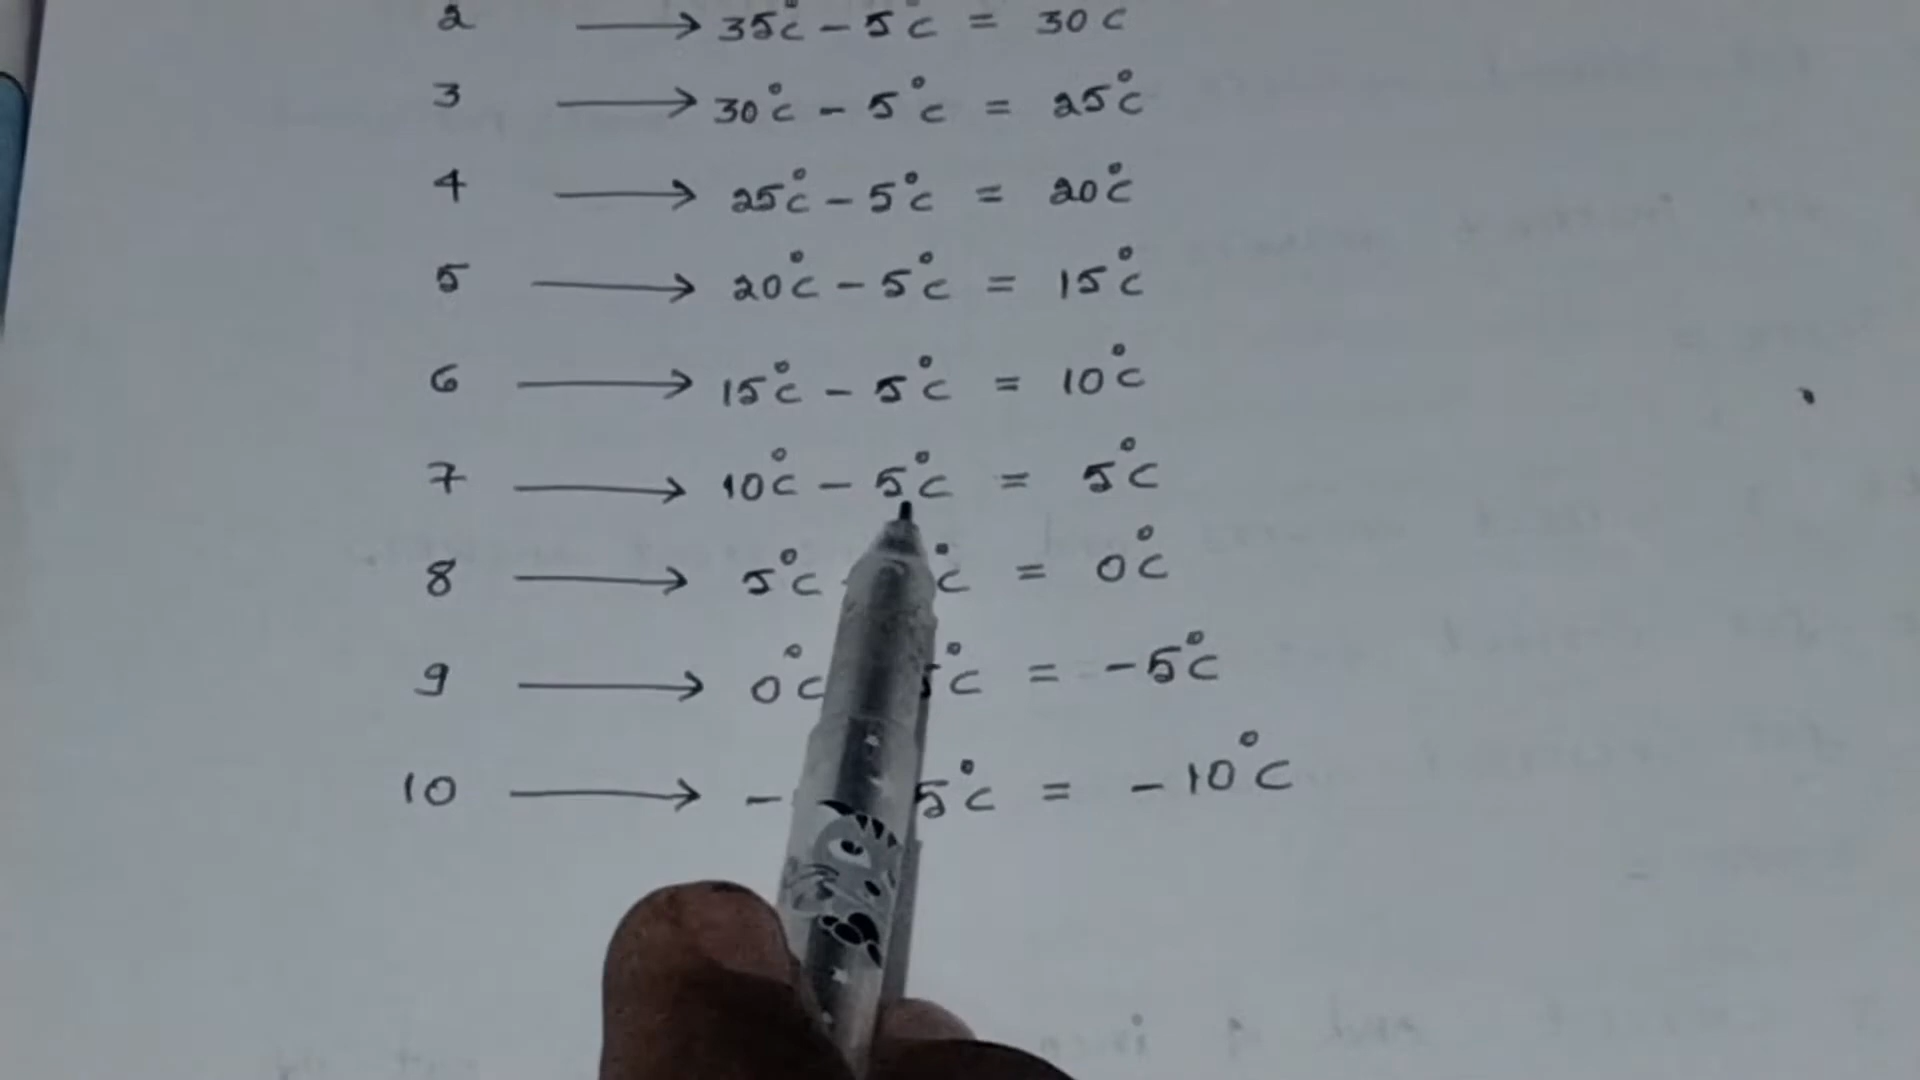 2 → 35°C - 5°C = 30 C
3 → 30°C - 5°C = 25°C
4 → 25°C - 5°C = 20°C
5 → 20°C - 5°C = 15°C
6 → 15°C - 5°C = 10°C
7 → 10°C - 5°C = 5°C
8 → 5°C °C = 0°C
9 → 0°C 5°C = -5°C
10 → - 5°C = -10°C